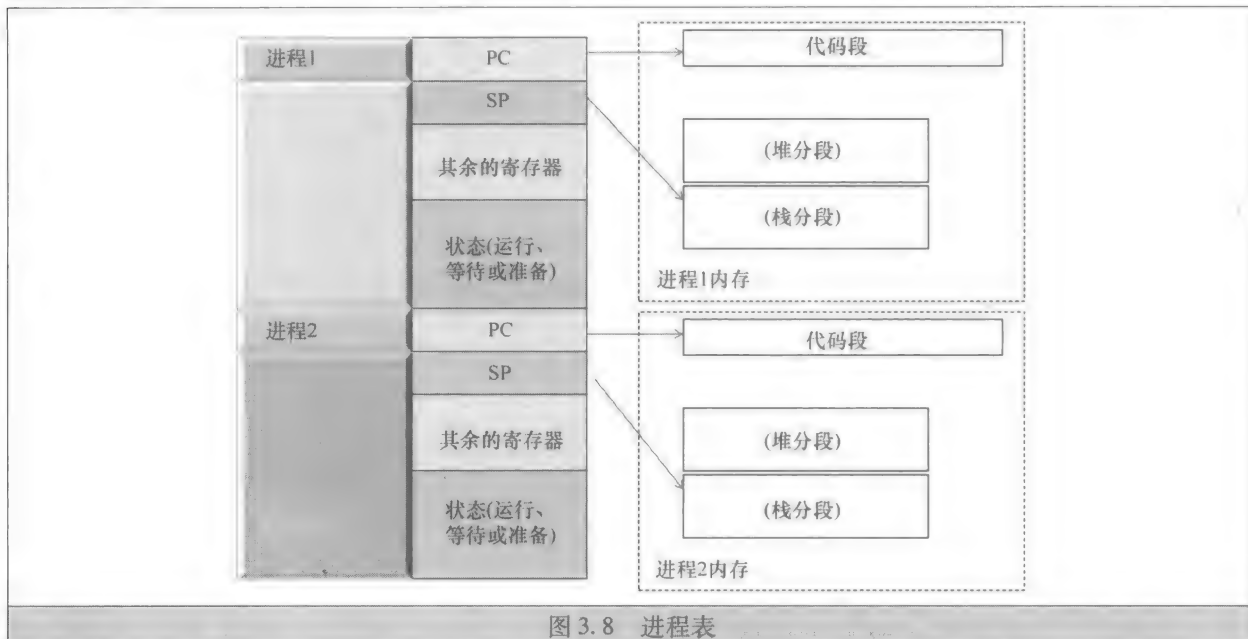 进程1
PC
代码段
SP
其余的寄存器
(堆分段)
(栈分段)
状态(运行、
等待或准备)
进程1内存
进程2
PC
代码段
SP
其余的寄存器
(堆分段)
(栈分段)
状态(运行、
等待或准备)
进程2内存
图3.8 进程表